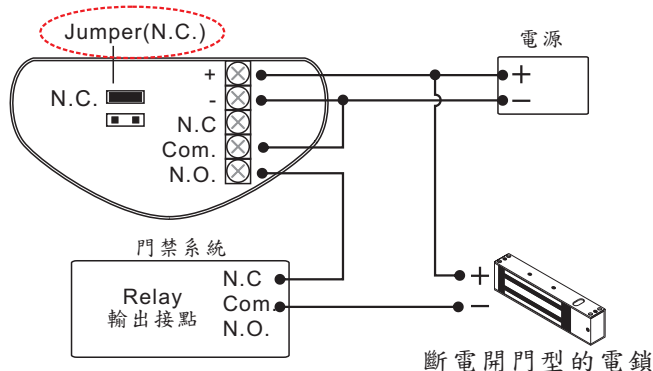 Jumper(N.C.)
N.C.
+
-
N.C
Com.
N.O.
電源
+
−
門禁系統
Relay
輸出接點
N.C
Com.
N.O.
+
−
斷電開門型的電鎖